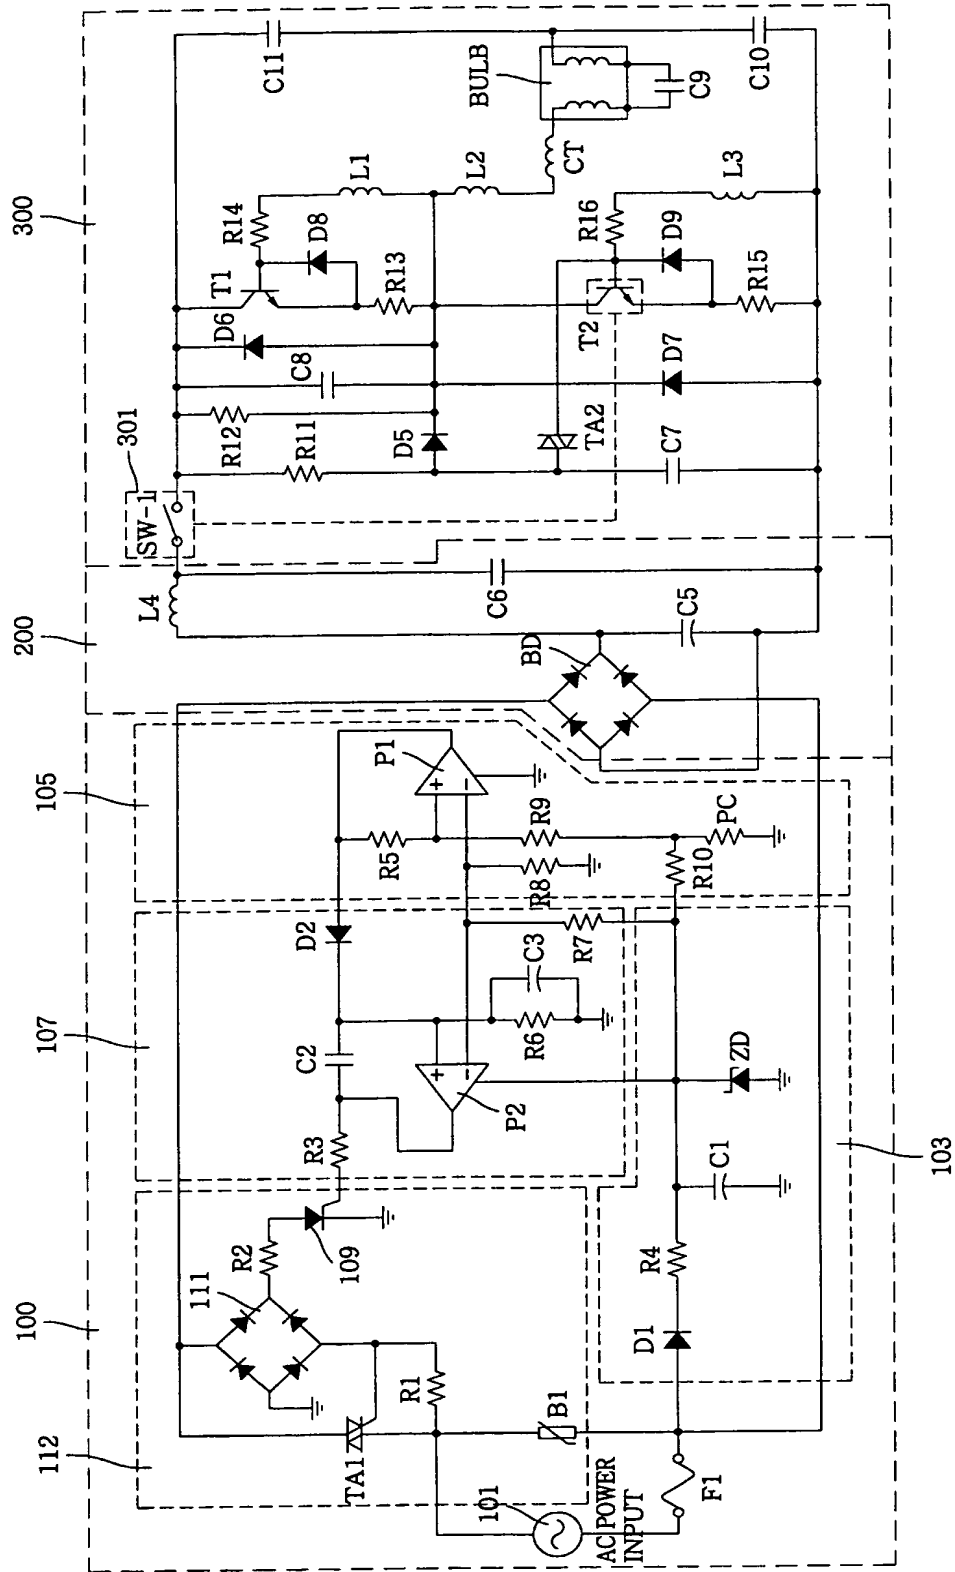 300
C11
C10
BULB
C9
CT
L1
L2
L3
R14
D8
R13
T1
D6
C8
R12
R11
D5
R16
D9
R15
T2
D7
TA2
C7
301
SW-1
200
L4
C6
C5
BD
105
P1
+
−
R5
R9
R8
PC
R10
107
D2
R7
C3
R6
C2
+
−
P2
R3
ZD
103
C1
R4
D1
100
111
R2
109
R1
112
TA1
B1
101
AC POWER
INPUT
F1